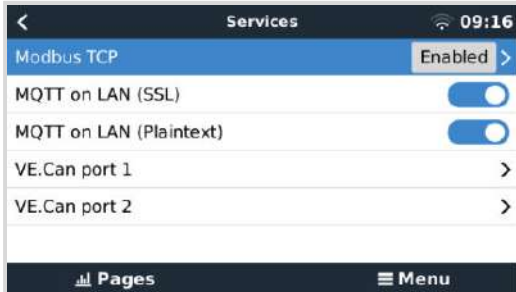 Services 09:16
Modbus TCP Enabled
MQTT on LAN (SSL)
MQTT on LAN (Plaintext)
VE.Can port 1
VE.Can port 2
Pages Menu